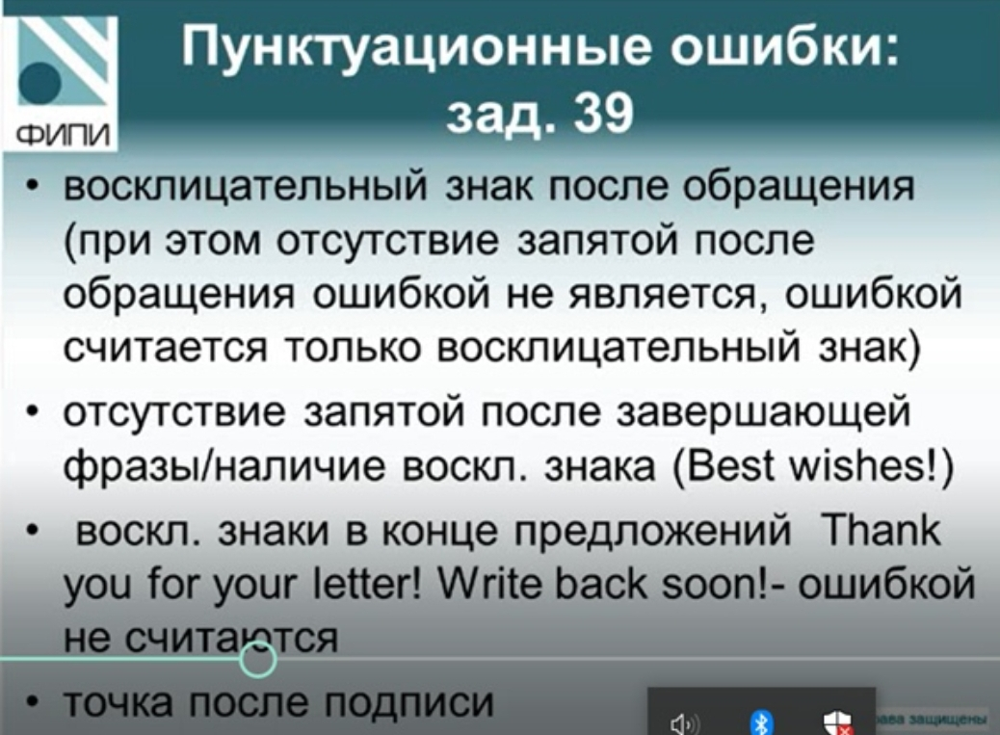 Пунктуационные ошибки:
зад. 39
ФИПИ
• восклицательный знак после обращения
(при этом отсутствие запятой после
обращения ошибкой не является, ошибкой
считается только восклицательный знак)
• отсутствие запятой после завершающей
фразы/наличие воскл. знака (Best wishes!)
• воскл. знаки в конце предложений Thank
you for your letter! Write back soon!- ошибкой
не считаются
• точка после подписи
защищены